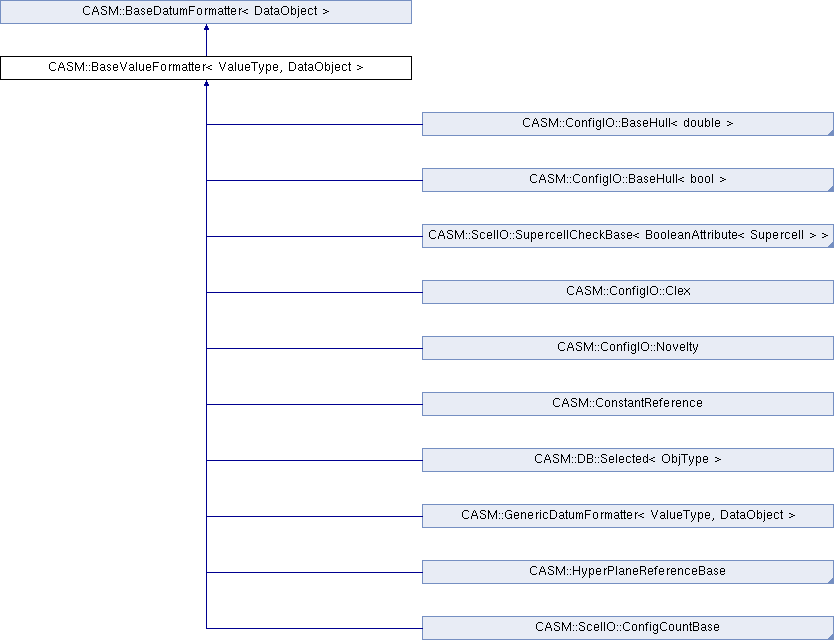 CASM::BaseDatumFormatter< DataObject >
CASM::BaseValueFormatter< ValueType, DataObject >
CASM::ConfigIO::BaseHull< double >
CASM::ConfigIO::BaseHull< bool >
CASM::ScelIO::SupercellCheckBase< BooleanAttribute< Supercell > >
CASM::ConfigIO::Clex
CASM::ConfigIO::Novelty
CASM::ConstantReference
CASM::DB::Selected< ObjType >
CASM::GenericDatumFormatter< ValueType, DataObject >
CASM::HyperPlaneReferenceBase
CASM::ScelIO::ConfigCountBase